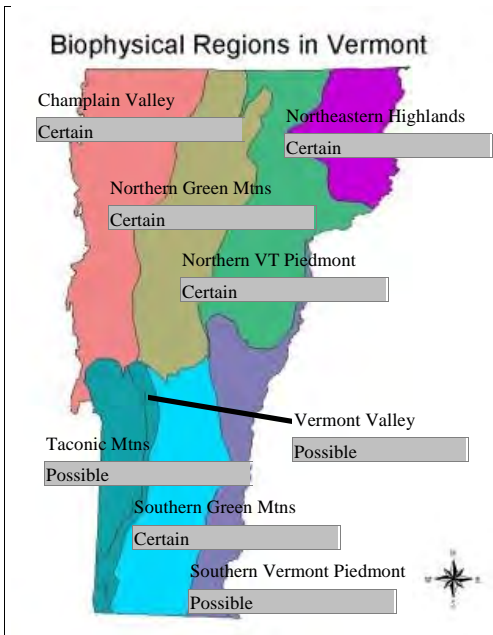 Biophysical Regions in Vermont
Champlain Valley
Certain
Northeastern Highlands
Certain
Northern Green Mtns
Certain
Northern VT Piedmont
Certain
Vermont Valley
Possible
Taconic Mtns
Possible
Southern Green Mtns
Certain
Southern Vermont Piedmont
Possible